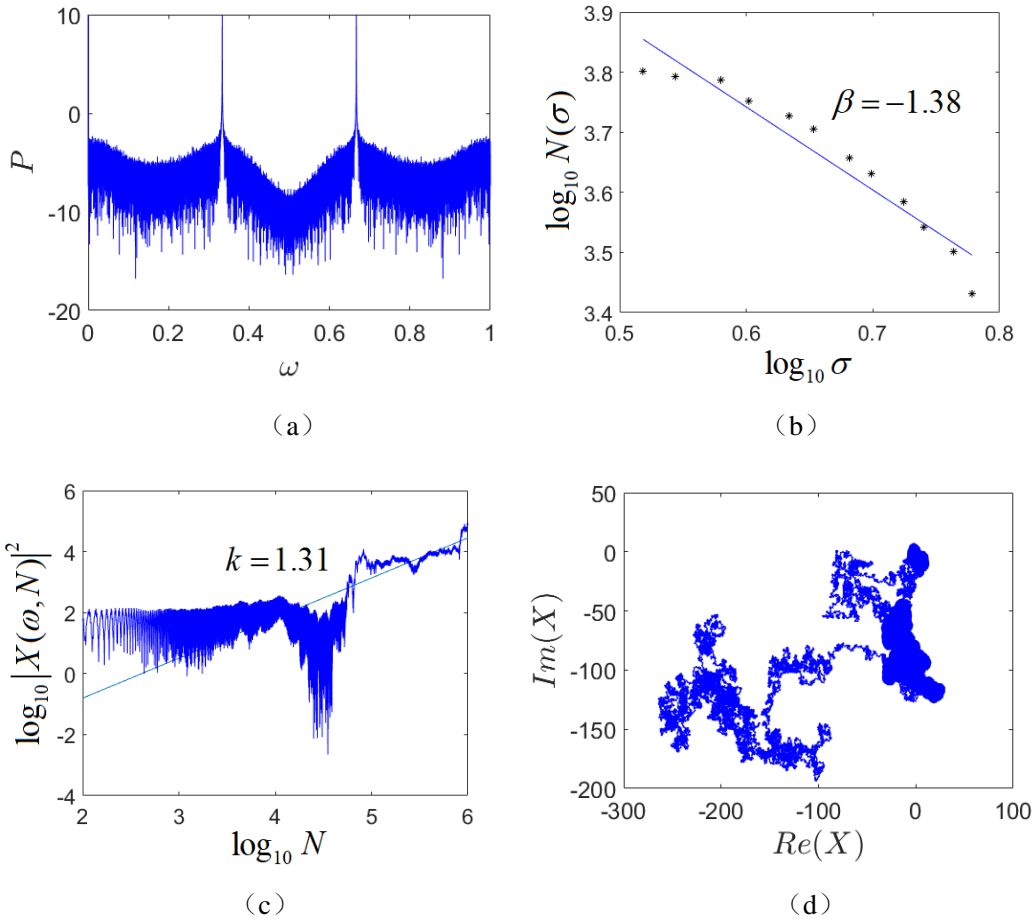 10
0
-10
-20
P
0 0.2 0.4 0.6 0.8 1
ω
(a)
3.9
3.8
3.7
3.6
3.5
3.4
log₁₀ N(σ)
β = −1.38
0.5 0.6 0.7 0.8
log₁₀ σ
(b)
6
4
2
0
-2
-4
log₁₀|X(ω, N)|²
k = 1.31
2 3 4 5 6
log₁₀ N
(c)
50
0
-50
-100
-150
-200
Im(X)
-300 -200 -100 0 100
Re(X)
(d)